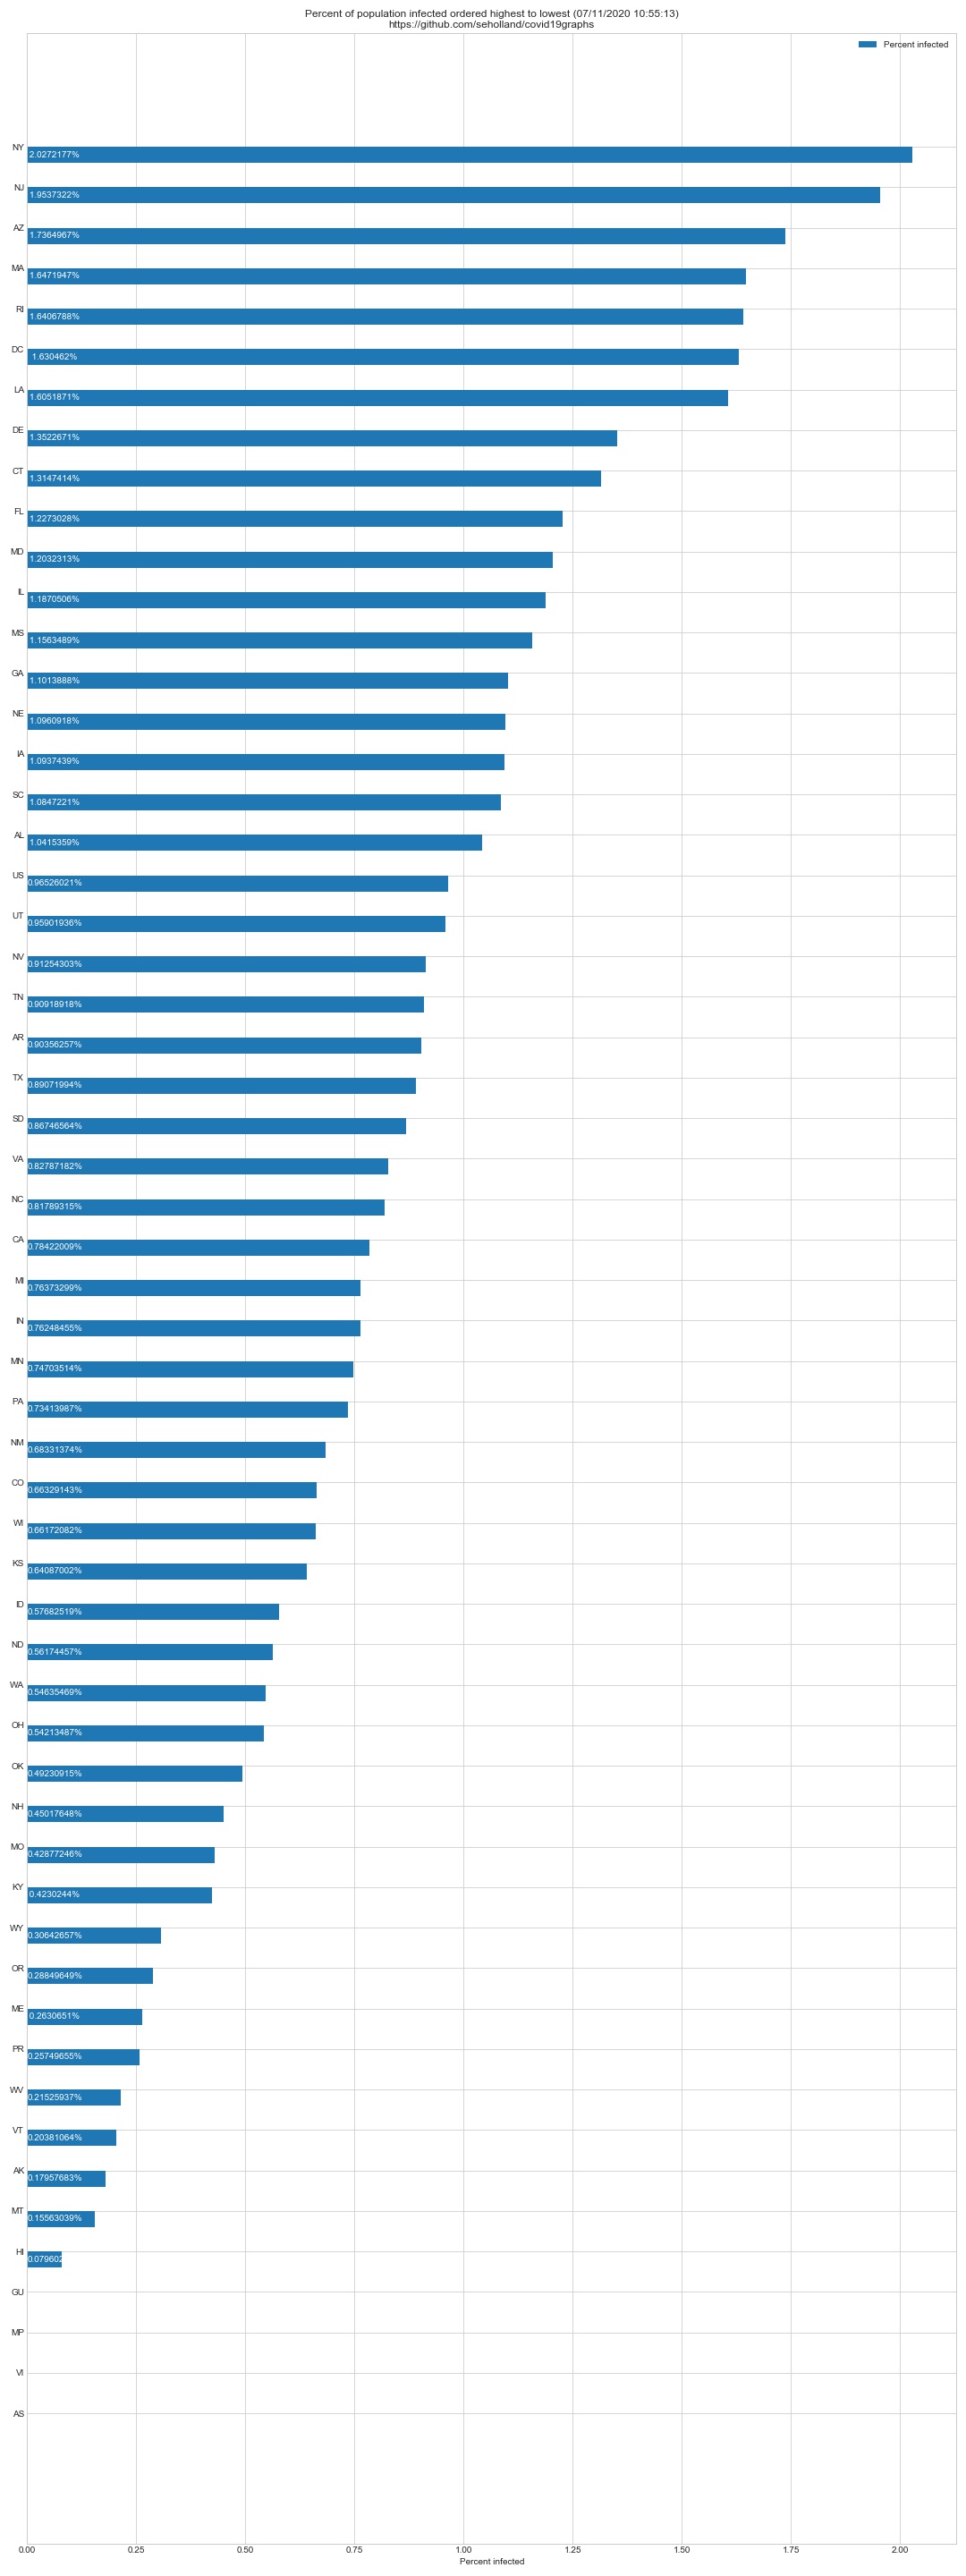 Percent of population infected ordered highest to lowest (07/11/2020 10:55:13)
https://github.com/seholland/covid19graphs
Percent infected
NY 2.0272177%
NJ 1.9537322%
AZ 1.7364967%
MA 1.6471947%
RI 1.6406788%
DC 1.630462%
LA 1.6051871%
DE 1.3522671%
CT 1.3147414%
FL 1.2273028%
MD 1.2032313%
IL 1.1870506%
MS 1.1563489%
GA 1.1013888%
NE 1.0960918%
IA 1.0937439%
SC 1.0847221%
AL 1.0415359%
US 0.96526021%
UT 0.95901936%
NV 0.91254303%
TN 0.90918918%
AR 0.90356257%
TX 0.89071994%
SD 0.86746564%
VA 0.82787182%
NC 0.81789315%
CA 0.78422009%
MI 0.76373299%
IN 0.76248455%
MN 0.74703514%
PA 0.73413987%
NM 0.68331374%
CO 0.66329143%
WI 0.66172082%
KS 0.64087002%
ID 0.57682519%
ND 0.56174457%
WA 0.54635469%
OH 0.54213487%
OK 0.49230915%
NH 0.45017648%
MO 0.42877246%
KY 0.4230244%
WY 0.30642657%
OR 0.28849649%
ME 0.2630651%
PR 0.25749655%
WV 0.21525937%
VT 0.20381064%
AK 0.17957683%
MT 0.15563039%
HI 0.079602
GU
MP
VI
AS
0.00 0.25 0.50 0.75 1.00 1.25 1.50 1.75 2.00
Percent infected